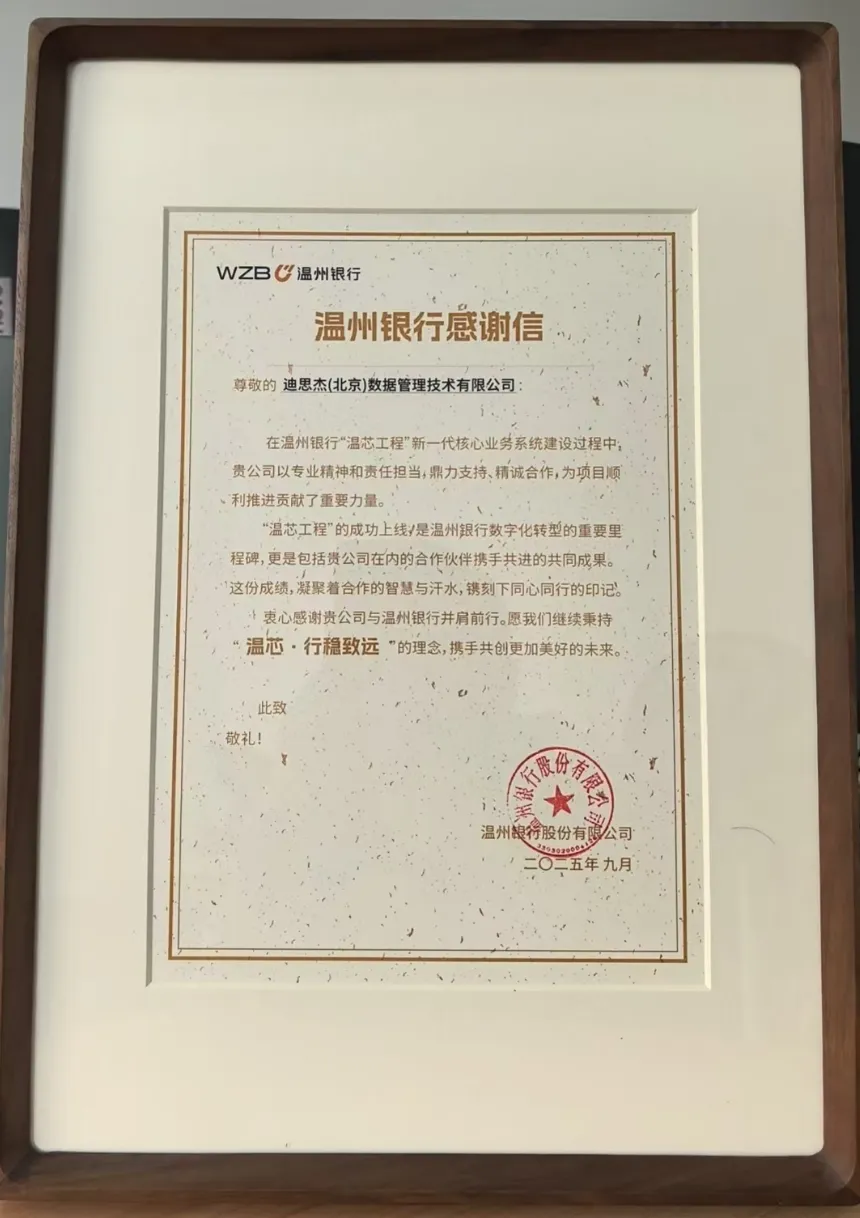 WZB 温州银行
温州银行感谢信
尊敬的 迪思杰(北京)数据管理技术有限公司：
在温州银行“温芯工程”新一代核心业务系统建设过程中，
贵公司以专业精神和责任担当，鼎力支持、精诚合作，为项目顺
利推进贡献了重要力量。
“温芯工程”的成功上线，是温州银行数字化转型的重要里
程碑，更是包括贵公司在内的合作伙伴携手共进的共同成果。
这份成绩，凝聚着合作的智慧与汗水，镌刻下同心同行的印记。
衷心感谢贵公司与温州银行并肩前行。愿我们继续秉持
“温芯·行稳致远”的理念，携手共创更加美好的未来。
此致
敬礼！
温州银行股份有限公司
温州银行股份有限公司
二〇二五年 九月